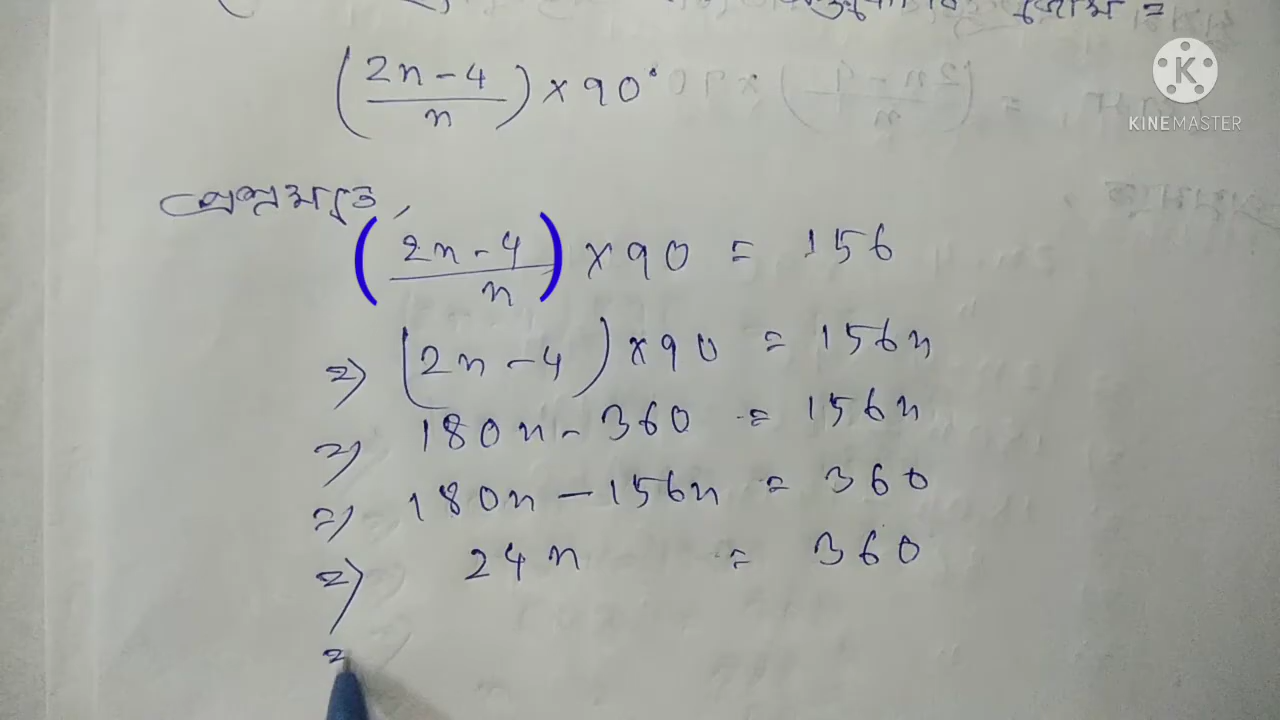 (2n-4/n) × 90°
প্রশ্নমতে,
(2n-4/n) × 90 = 156
=> (2n-4) × 90 = 156n
=> 180n - 360 = 156n
=> 180n - 156n = 360
=> 24n = 360
=
KINEMASTER